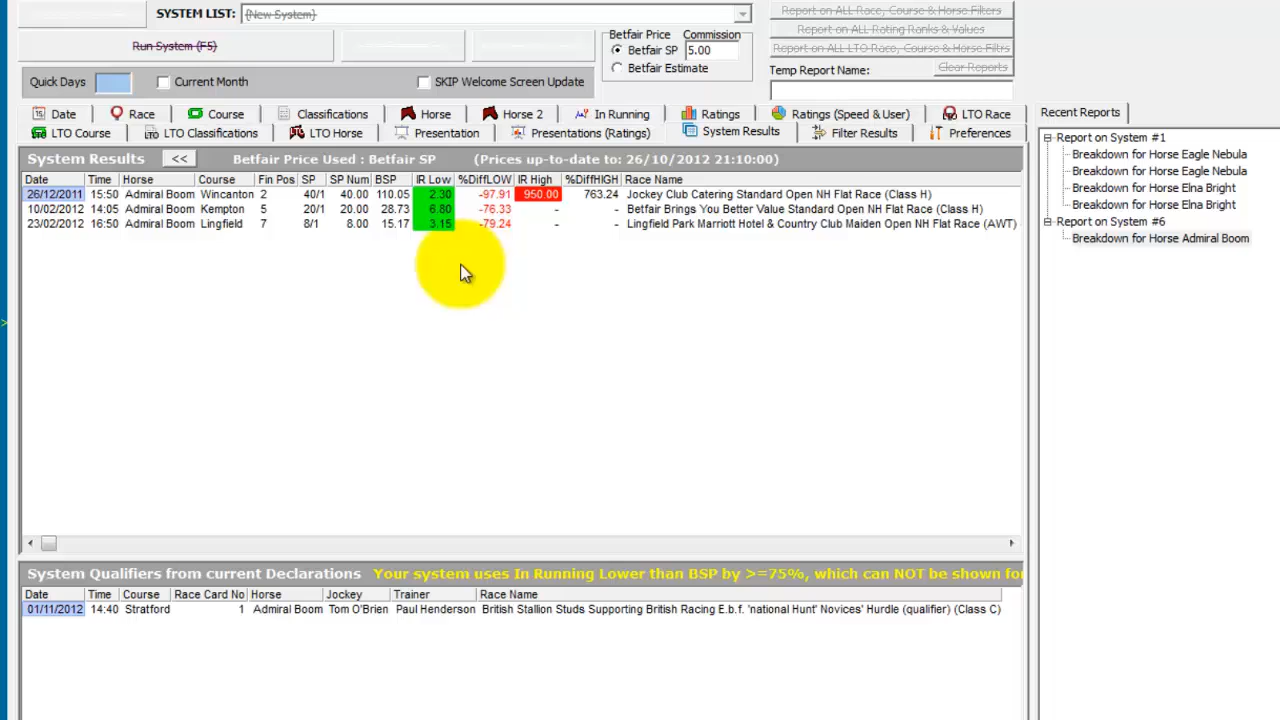 SYSTEM LIST: {New System}
Report on ALL Race, Course & Horse Filters
Report on ALL Rating Ranks & Values
Report on ALL LTO Race, Course & Horse Filtrs
Run System (F5)
Betfair Price Commission
Betfair SP 5.00
Betfair Estimate
Temp Report Name: Clear Reports
Quick Days Current Month SKIP Welcome Screen Update
Date Race Course Classifications Horse Horse 2 In Running Ratings Ratings (Speed & User) LTO Race
LTO Course LTO Classifications LTO Horse Presentation Presentations (Ratings) System Results Filter Results Preferences
Recent Reports
Report on System #1
Breakdown for Horse Eagle Nebula
Breakdown for Horse Eagle Nebula
Breakdown for Horse Elna Bright
Breakdown for Horse Elna Bright
Report on System #6
Breakdown for Horse Admiral Boom
System Results << Betfair Price Used : Betfair SP (Prices up-to-date to: 26/10/2012 21:10:00)
Date Time Horse Course Fin Pos SP SP Num BSP IR Low %DiffLOW IR High %DiffHIGH Race Name
26/12/2011 15:50 Admiral Boom Wincanton 2 40/1 40.00 110.05 2.30 -97.91 950.00 763.24 Jockey Club Catering Standard Open NH Flat Race (Class H)
10/02/2012 14:05 Admiral Boom Kempton 5 20/1 20.00 28.73 6.80 -76.33 - - Betfair Brings You Better Value Standard Open NH Flat Race (Class H)
23/02/2012 16:50 Admiral Boom Lingfield 7 8/1 8.00 15.17 3.15 -79.24 - - Lingfield Park Marriott Hotel & Country Club Maiden Open NH Flat Race (AWT)
System Qualifiers from current Declarations Your system uses In Running Lower than BSP by >=75%, which can NOT be shown for
Date Time Course Race Card No Horse Jockey Trainer Race Name
01/11/2012 14:40 Stratford 1 Admiral Boom Tom O'Brien Paul Henderson British Stallion Studs Supporting British Racing E.b.f. 'national Hunt' Novices' Hurdle (qualifier) (Class C)